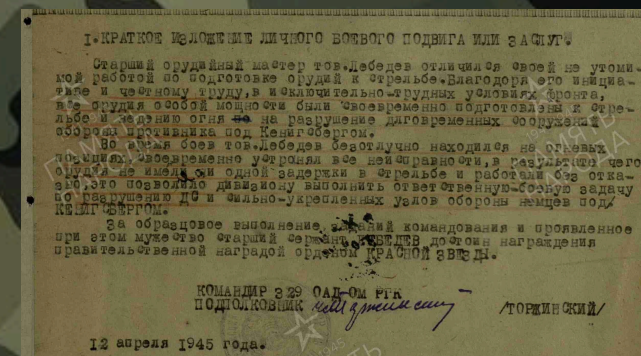 I. КРАТКОЕ ИЗЛОЖЕНИЕ ЛИЧНОГО БОЕВОГО ПОДВИГА ИЛИ ЗАСЛУГ.
Старший орудийный мастер тов.Лебедев отличился своей не утоми-
мой работой по подготовке орудий к стрельбе.Благодоря его инициа-
тиве и честному труду,в исключительно-трудных условиях фронта,
все орудия особой мощности были своевременно подготовлены к стре-
льбе и ведению огня на разрушение длговременных сооружений
обороны противника под Кенигсбергом.
Во время боев тов.Лебедев безотлучно находился на огневых
позициях,своевременно устронял все неисправности,в результате чего
орудия не имели ни одной задержки в стрельбе и работали без отка-
зно,это позволило дивизиону выполнить ответственную боевую задачу
по разрушению ДС и сильно-укрепленных узлов обороны немцев под
КЕНИГСБЕРГОМ.
За образцовое выполнение заданий командования и проявленное
при этом мужество старший сержант ЛЕБЕДЕВ достоин награждения
правительственной наградой орденом КРАСНОЙ ЗВЕЗДЫ.
КОМАНДИР 329 ОАД-ОМ РГК
ПОДПОЛКОВНИК /ТОРЖИНСКИЙ/
12 апреля 1945 года.
ПАМЯТЬ НАРОДА